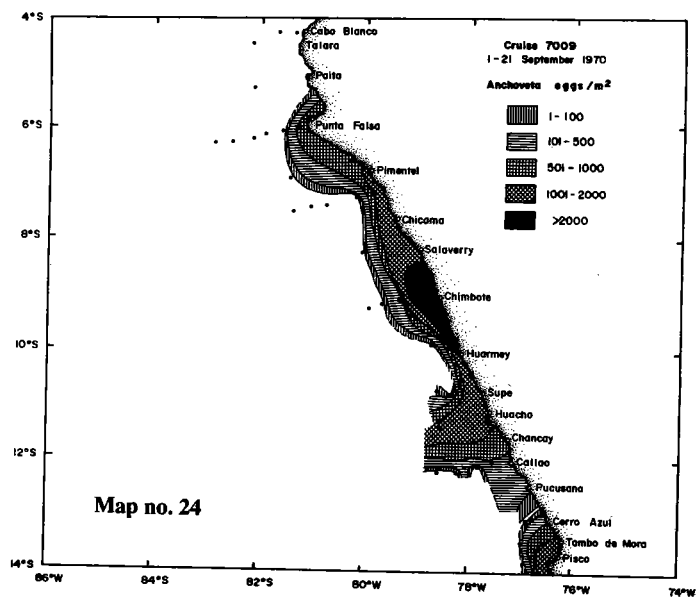 4°S
6°S
8°S
10°S
12°S
14°S
86°W
84°W
82°W
80°W
78°W
76°W
74°W
Cruise 7009
1-21 September 1970
Anchoveta eggs/m²
1-100
101-500
501-1000
1001-2000
>2000
Cabo Blanco
Talara
Paita
Punta Falsa
Pimentel
Chicama
Salaverry
Chimbote
Huarmey
Supe
Huacho
Chancay
Callao
Pucusana
Cerro Azul
Tambo de Mora
Pisco
Map no. 24